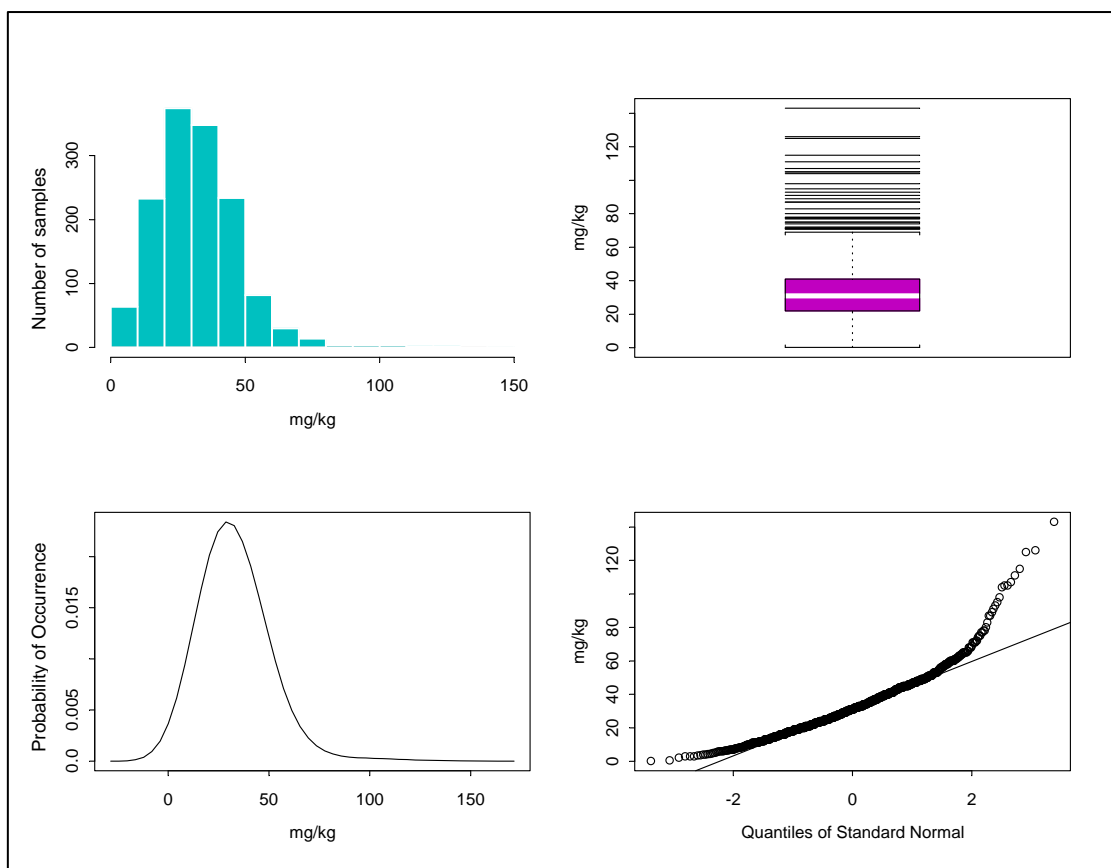 Number of samples
0 100 200 300
0 50 100 150
mg/kg
mg/kg
0 20 40 60 80 120
Probability of Occurrence
0.0 0.005 0.015
0 50 100 150
mg/kg
mg/kg
0 20 40 60 80 120
-2 0 2
Quantiles of Standard Normal